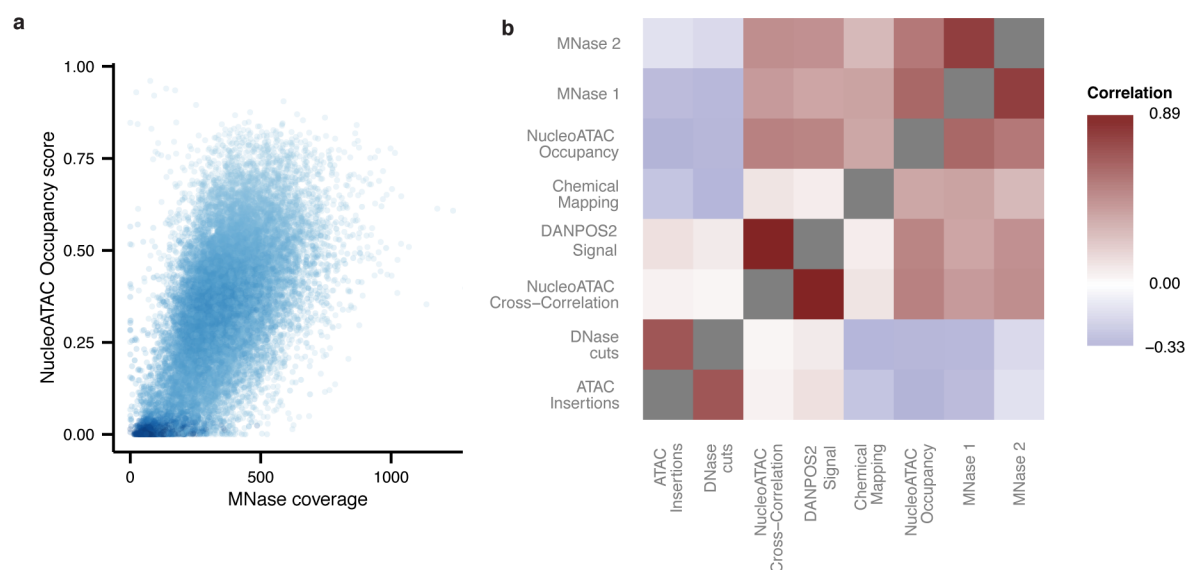 a
1.00
0.75
0.50
0.25
0.00
NucleoATAC Occupancy score
0
500
1000
MNase coverage
b
MNase 2
MNase 1
NucleoATAC
Occupancy
Chemical
Mapping
DANPOS2
Signal
NucleoATAC
Cross−Correlation
DNase
cuts
ATAC
Insertions
ATAC
Insertions
DNase
cuts
NucleoATAC
Cross−Correlation
DANPOS2
Signal
Chemical
Mapping
NucleoATAC
Occupancy
MNase 1
MNase 2
Correlation
0.89
0.00
−0.33